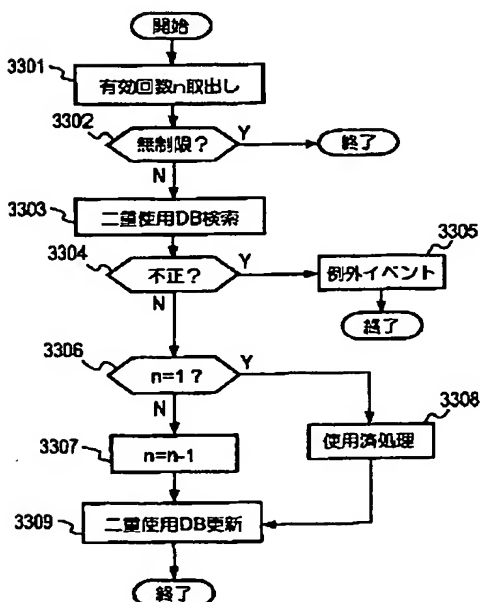 開始
3301
有効回数n取出し
3302
無制限?
Y
終了
N
3303
二重使用DB検索
3304
不正?
Y
3305
例外イベント
終了
N
3306
n=1?
Y
N
3307
n=n-1
3308
使用済処理
3309
二重使用DB更新
終了